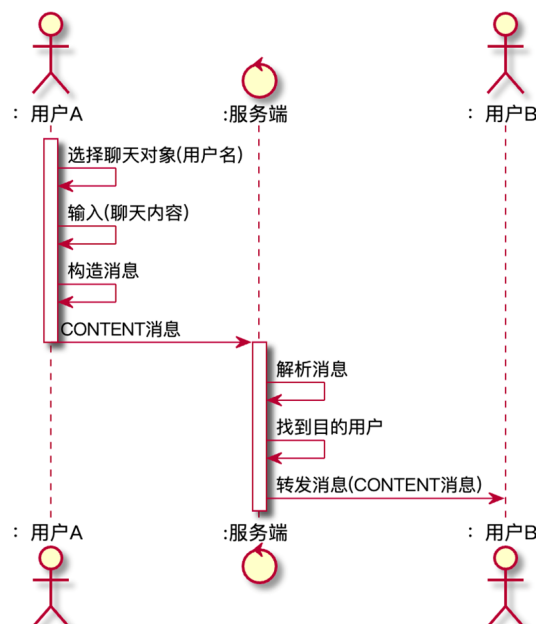 ： 用户A
:服务端
： 用户B
选择聊天对象(用户名)
输入(聊天内容)
构造消息
CONTENT消息
解析消息
找到目的用户
转发消息(CONTENT消息)
： 用户A
:服务端
： 用户B